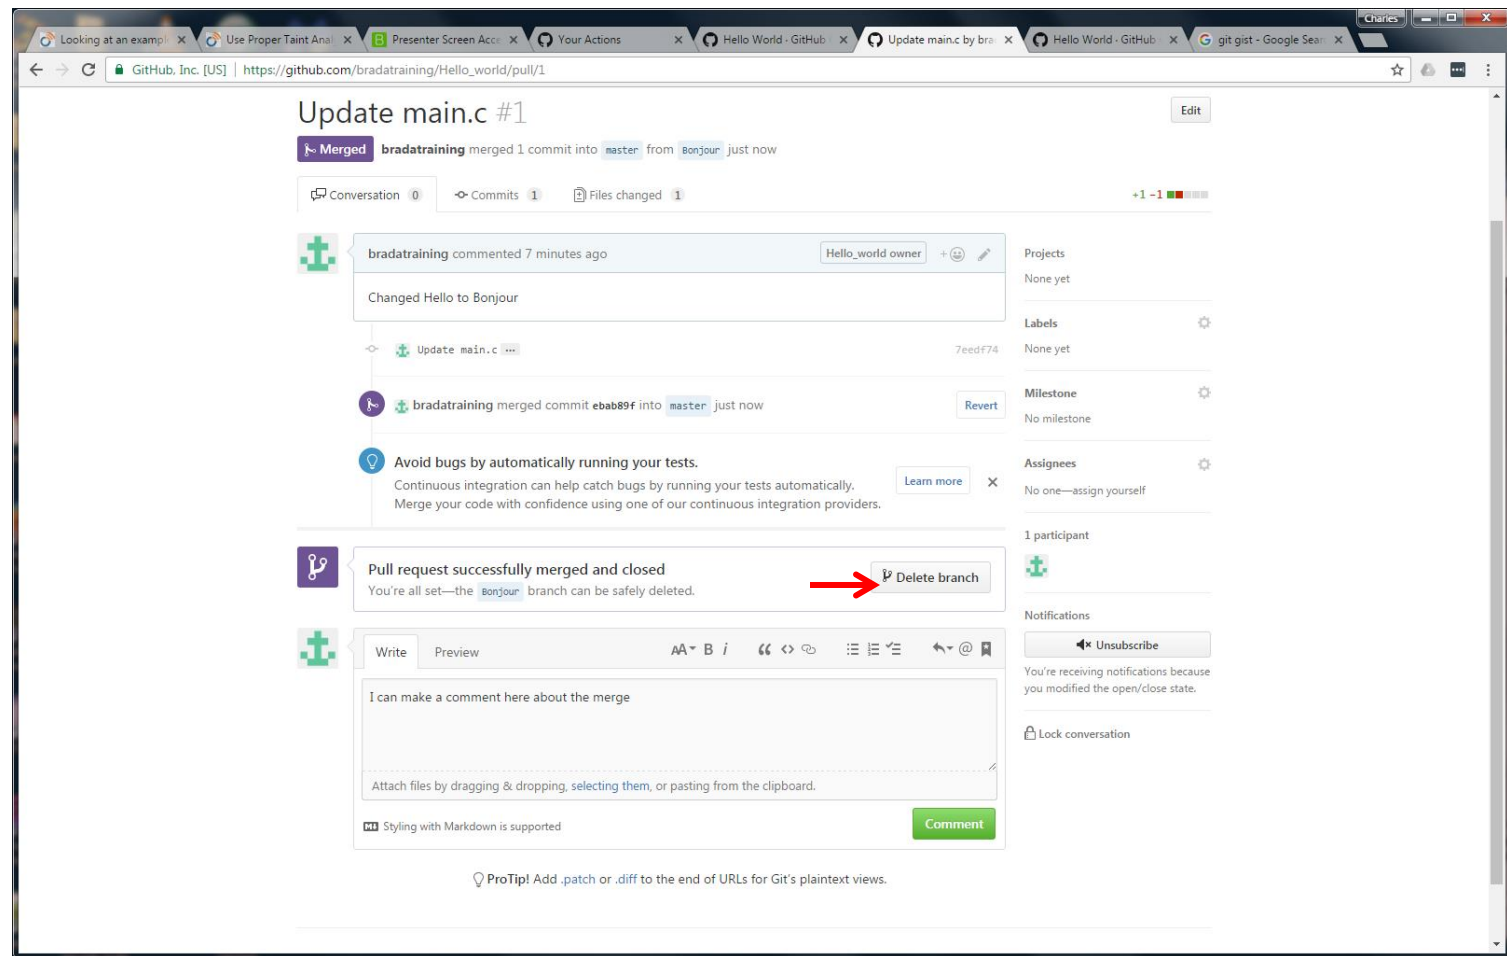 Charles
Looking at an exampl
Use Proper Taint Anal
Presenter Screen Acce
Your Actions
Hello World · GitHub
Update main.c by bra
Hello World · GitHub
git gist - Google Sear
GitHub, Inc. [US] | https://github.com/bradatraining/Hello_world/pull/1
Update main.c #1
Edit
Merged bradatraining merged 1 commit into master from Bonjour just now
Conversation 0 Commits 1 Files changed 1 +1 −1
bradatraining commented 7 minutes ago Hello_world owner
Changed Hello to Bonjour
Update main.c ... 7eedf74
bradatraining merged commit ebab89f into master just now Revert
Avoid bugs by automatically running your tests.
Continuous integration can help catch bugs by running your tests automatically.
Merge your code with confidence using one of our continuous integration providers.
Learn more
Pull request successfully merged and closed
You're all set—the Bonjour branch can be safely deleted.
Delete branch
Write Preview AA B i
I can make a comment here about the merge
Attach files by dragging & dropping, selecting them, or pasting from the clipboard.
Styling with Markdown is supported
Comment
ProTip! Add .patch or .diff to the end of URLs for Git's plaintext views.
Projects
None yet
Labels
None yet
Milestone
No milestone
Assignees
No one—assign yourself
1 participant
Notifications
Unsubscribe
You're receiving notifications because
you modified the open/close state.
Lock conversation